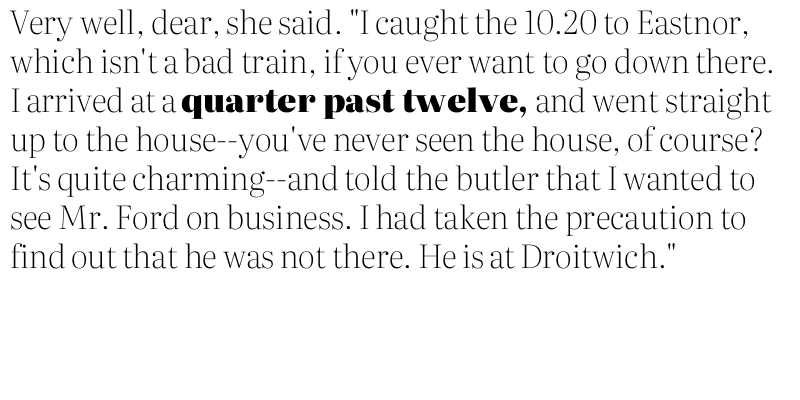 Very well, dear, she said. "I caught the 10.20 to Eastnor,
which isn't a bad train, if you ever want to go down there.
I arrived at a quarter past twelve, and went straight
up to the house--you've never seen the house, of course?
It's quite charming--and told the butler that I wanted to
see Mr. Ford on business. I had taken the precaution to
find out that he was not there. He is at Droitwich."